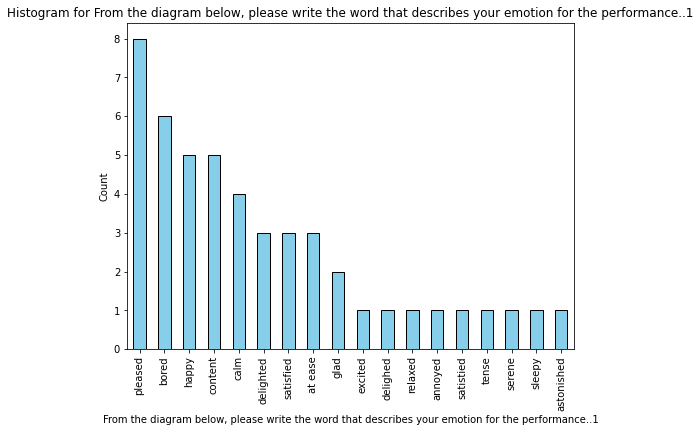 Histogram for From the diagram below, please write the word that describes your emotion for the performance..1
8
7
6
5
4
3
2
1
0
Count
pleased
bored
happy
content
calm
delighted
satisfied
at ease
glad
excited
delighed
relaxed
annoyed
satistied
tense
serene
sleepy
astonished
From the diagram below, please write the word that describes your emotion for the performance..1